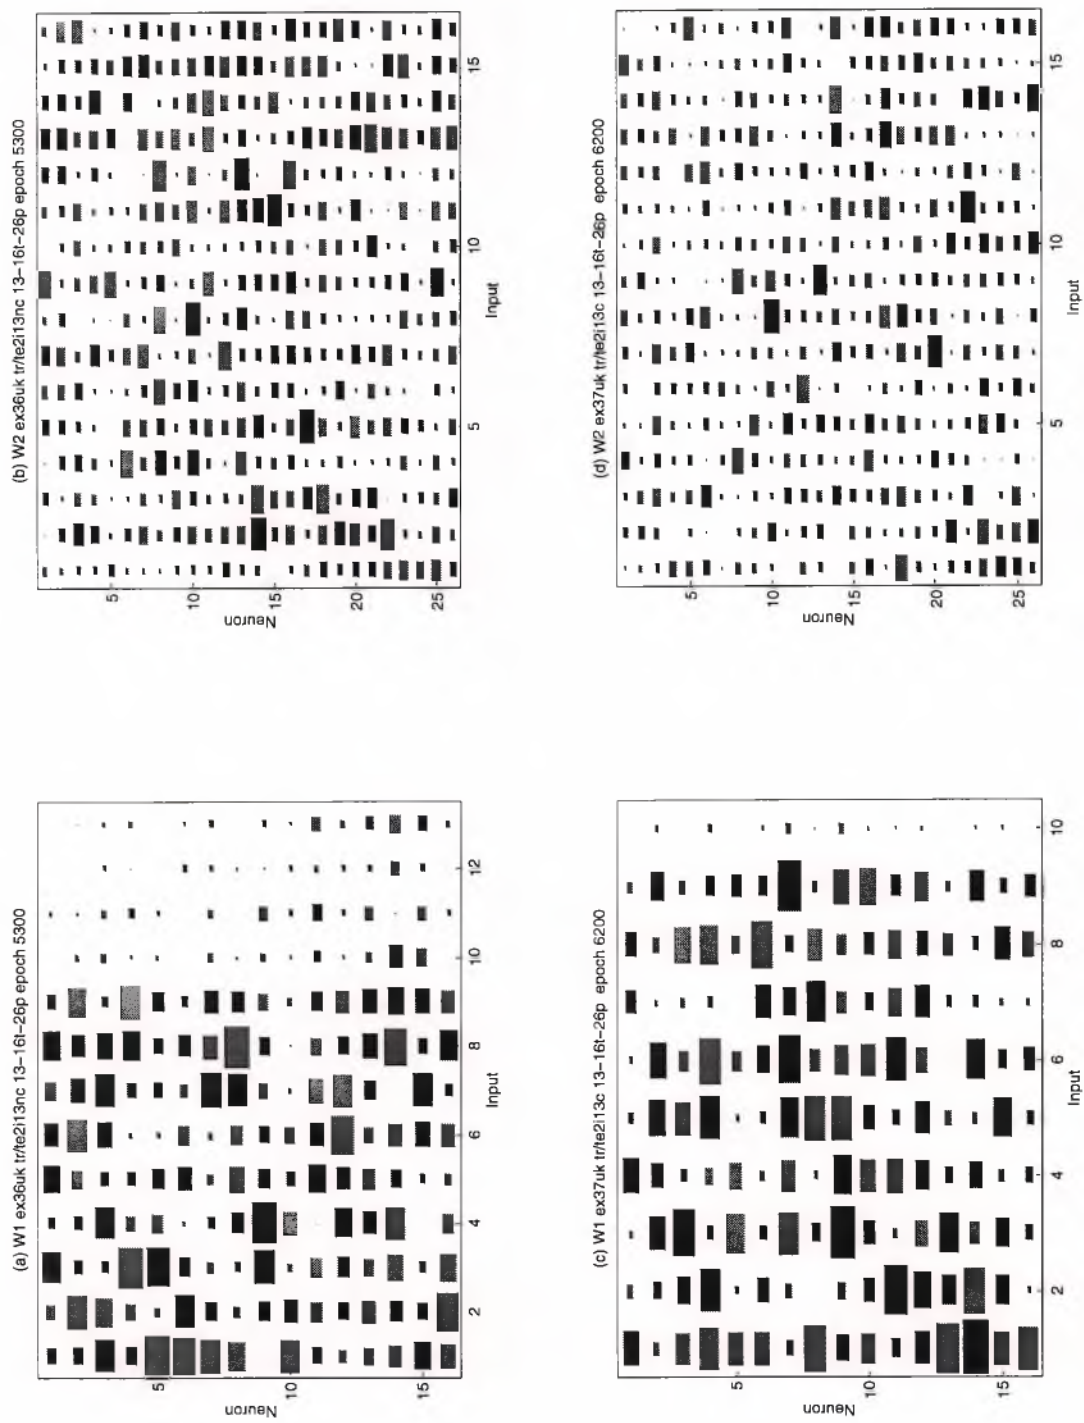 (a) W1 ex36uk tr/te2i13nc 13−16t−26p epoch 5300
5
10
15
Neuron
2
4
6
8
10
12
Input
(b) W2 ex36uk tr/te2i13nc 13−16t−26p epoch 5300
5
10
15
20
25
Neuron
5
10
15
Input
(c) W1 ex37uk tr/te2i13c 13−16t−26p epoch 6200
5
10
15
Neuron
2
4
6
8
10
Input
(d) W2 ex37uk tr/te2i13c 13−16t−26p epoch 6200
5
10
15
20
25
Neuron
5
10
15
Input